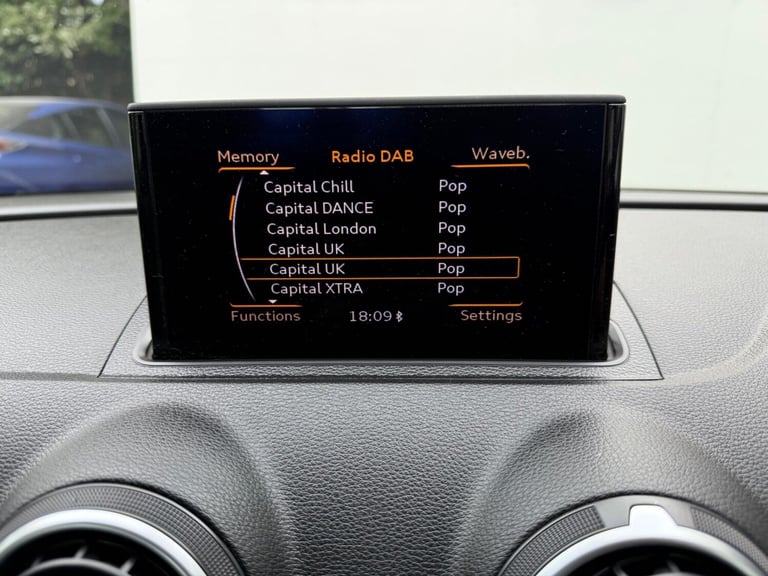 Memory Radio DAB Waveb.
Capital Chill Pop
Capital DANCE Pop
Capital London Pop
Capital UK Pop
Capital UK Pop
Capital XTRA Pop
Functions 18:09 Settings